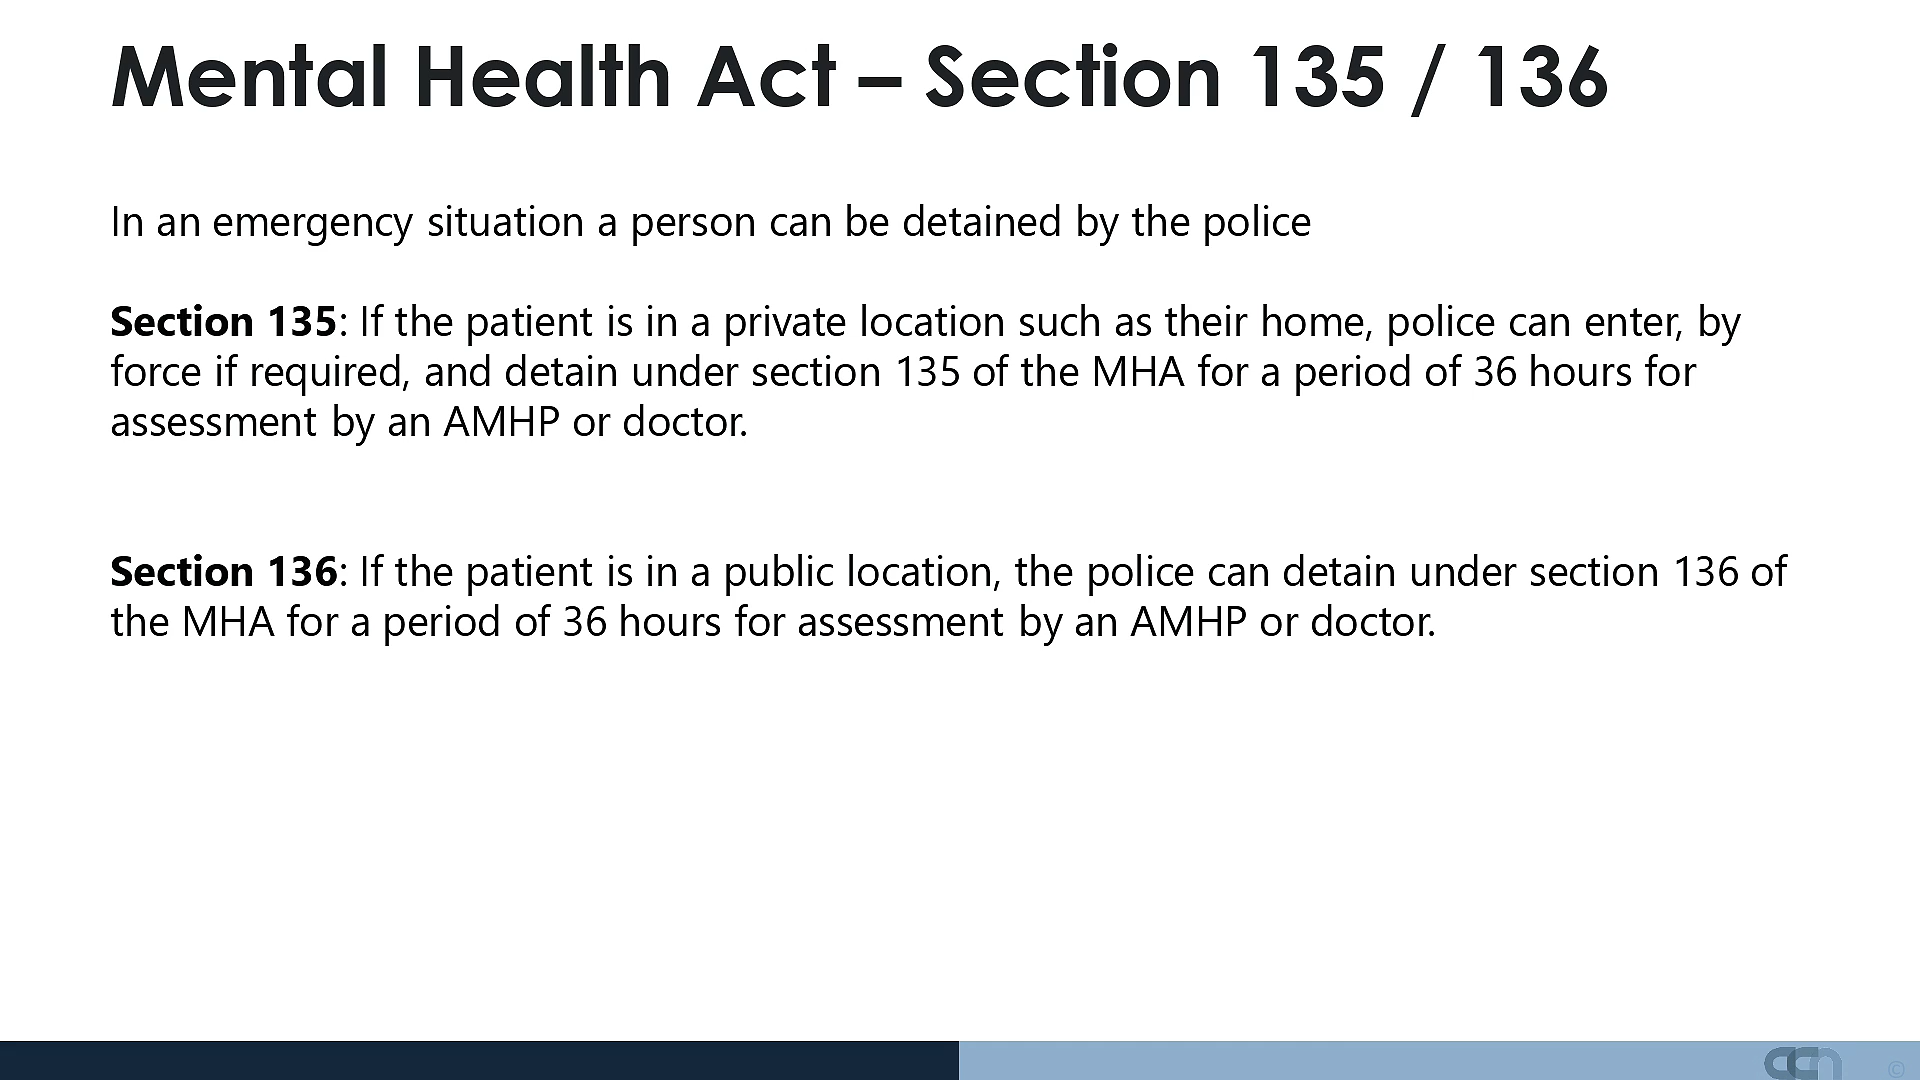 Mental Health Act – Section 135 / 136
In an emergency situation a person can be detained by the police
Section 135: If the patient is in a private location such as their home, police can enter, by
force if required, and detain under section 135 of the MHA for a period of 36 hours for
assessment by an AMHP or doctor.
Section 136: If the patient is in a public location, the police can detain under section 136 of
the MHA for a period of 36 hours for assessment by an AMHP or doctor.
©